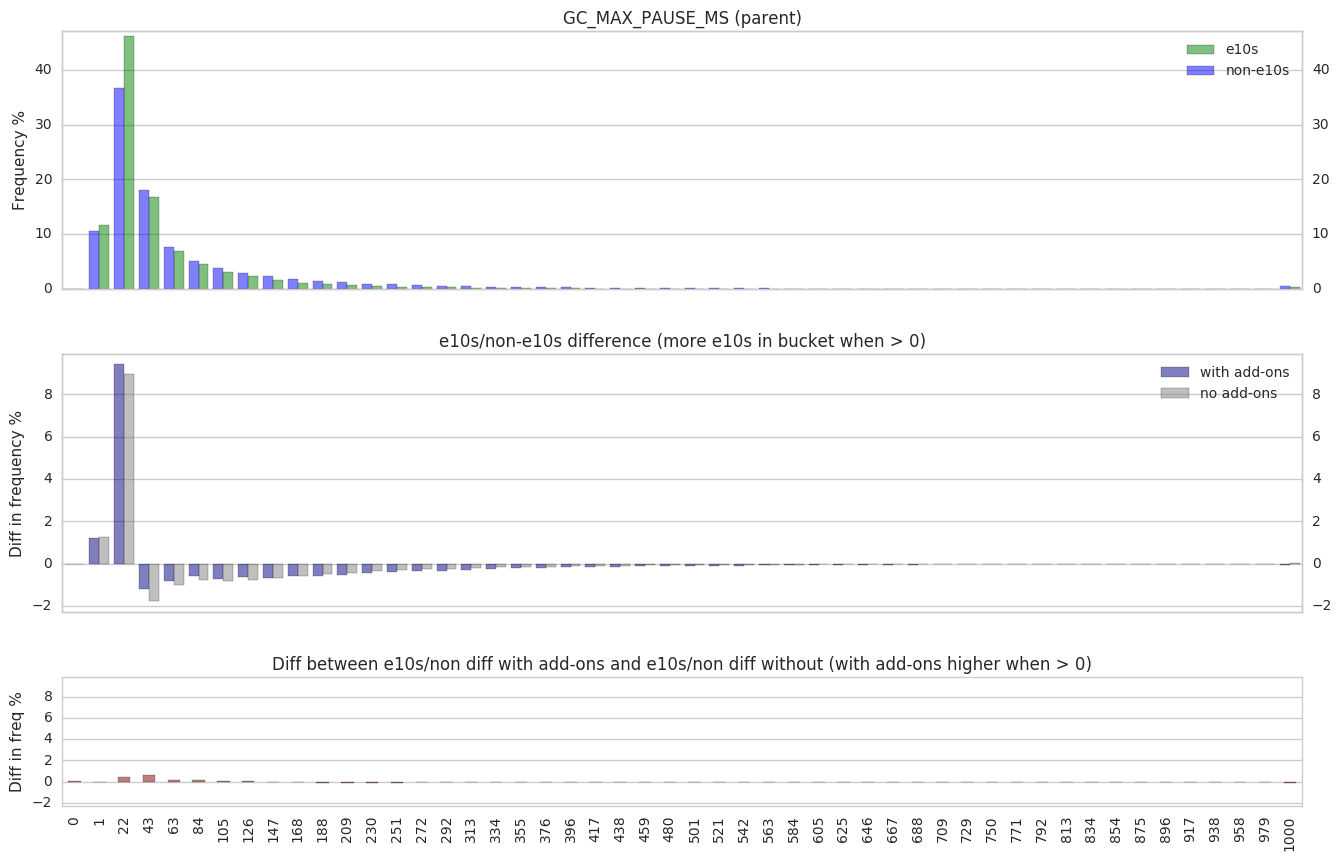 GC_MAX_PAUSE_MS (parent)
e10s
non-e10s
Frequency %
40 40
30 30
20 20
10 10
0 0
e10s/non-e10s difference (more e10s in bucket when > 0)
with add-ons
no add-ons
Diff in frequency %
8 8
6 6
4 4
2 2
0 0
−2 −2
Diff between e10s/non diff with add-ons and e10s/non diff without (with add-ons higher when > 0)
Diff in freq %
8
6
4
2
0
−2
0 1 22 43 63 84 105 126 147 168 188 209 230 251 272 292 313 334 355 376 396 417 438 459 480 501 521 542 563 584 605 625 646 667 688 709 729 750 771 792 813 834 854 875 896 917 938 958 979 1000